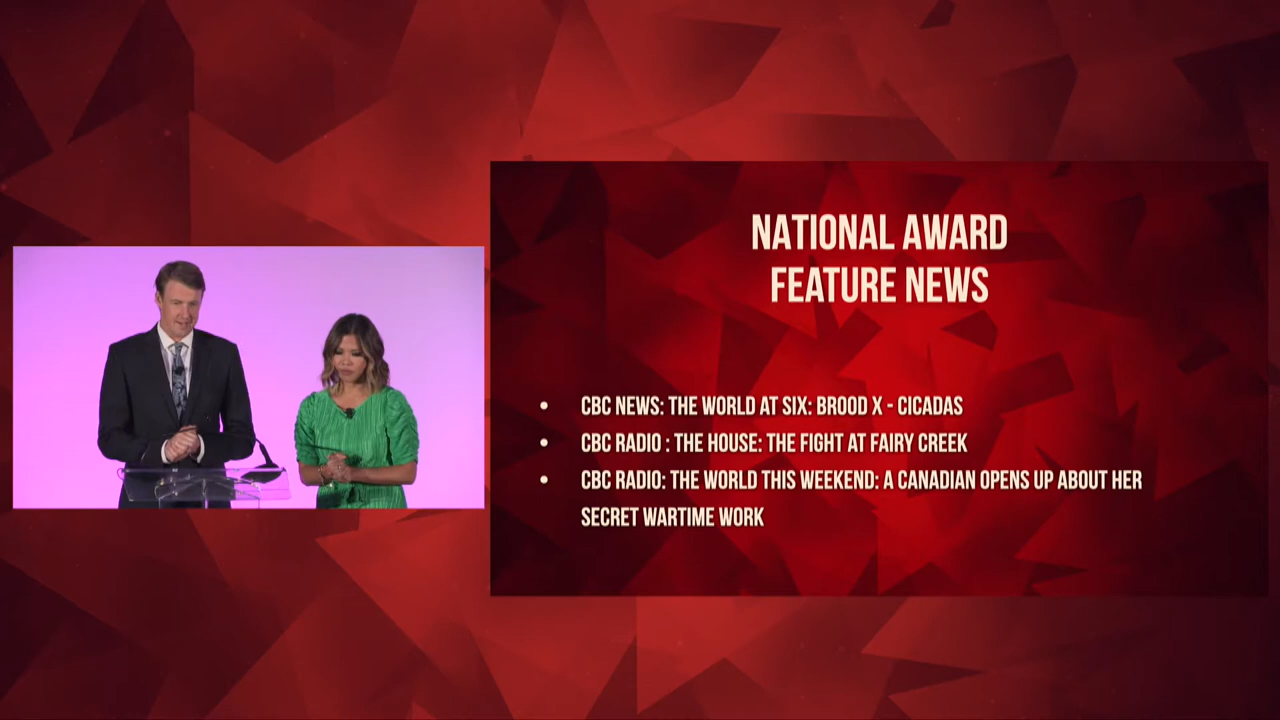 NATIONAL AWARD
FEATURE NEWS
• CBC NEWS: THE WORLD AT SIX: BROOD X - CICADAS
• CBC RADIO : THE HOUSE: THE FIGHT AT FAIRY CREEK
• CBC RADIO: THE WORLD THIS WEEKEND: A CANADIAN OPENS UP ABOUT HER
SECRET WARTIME WORK